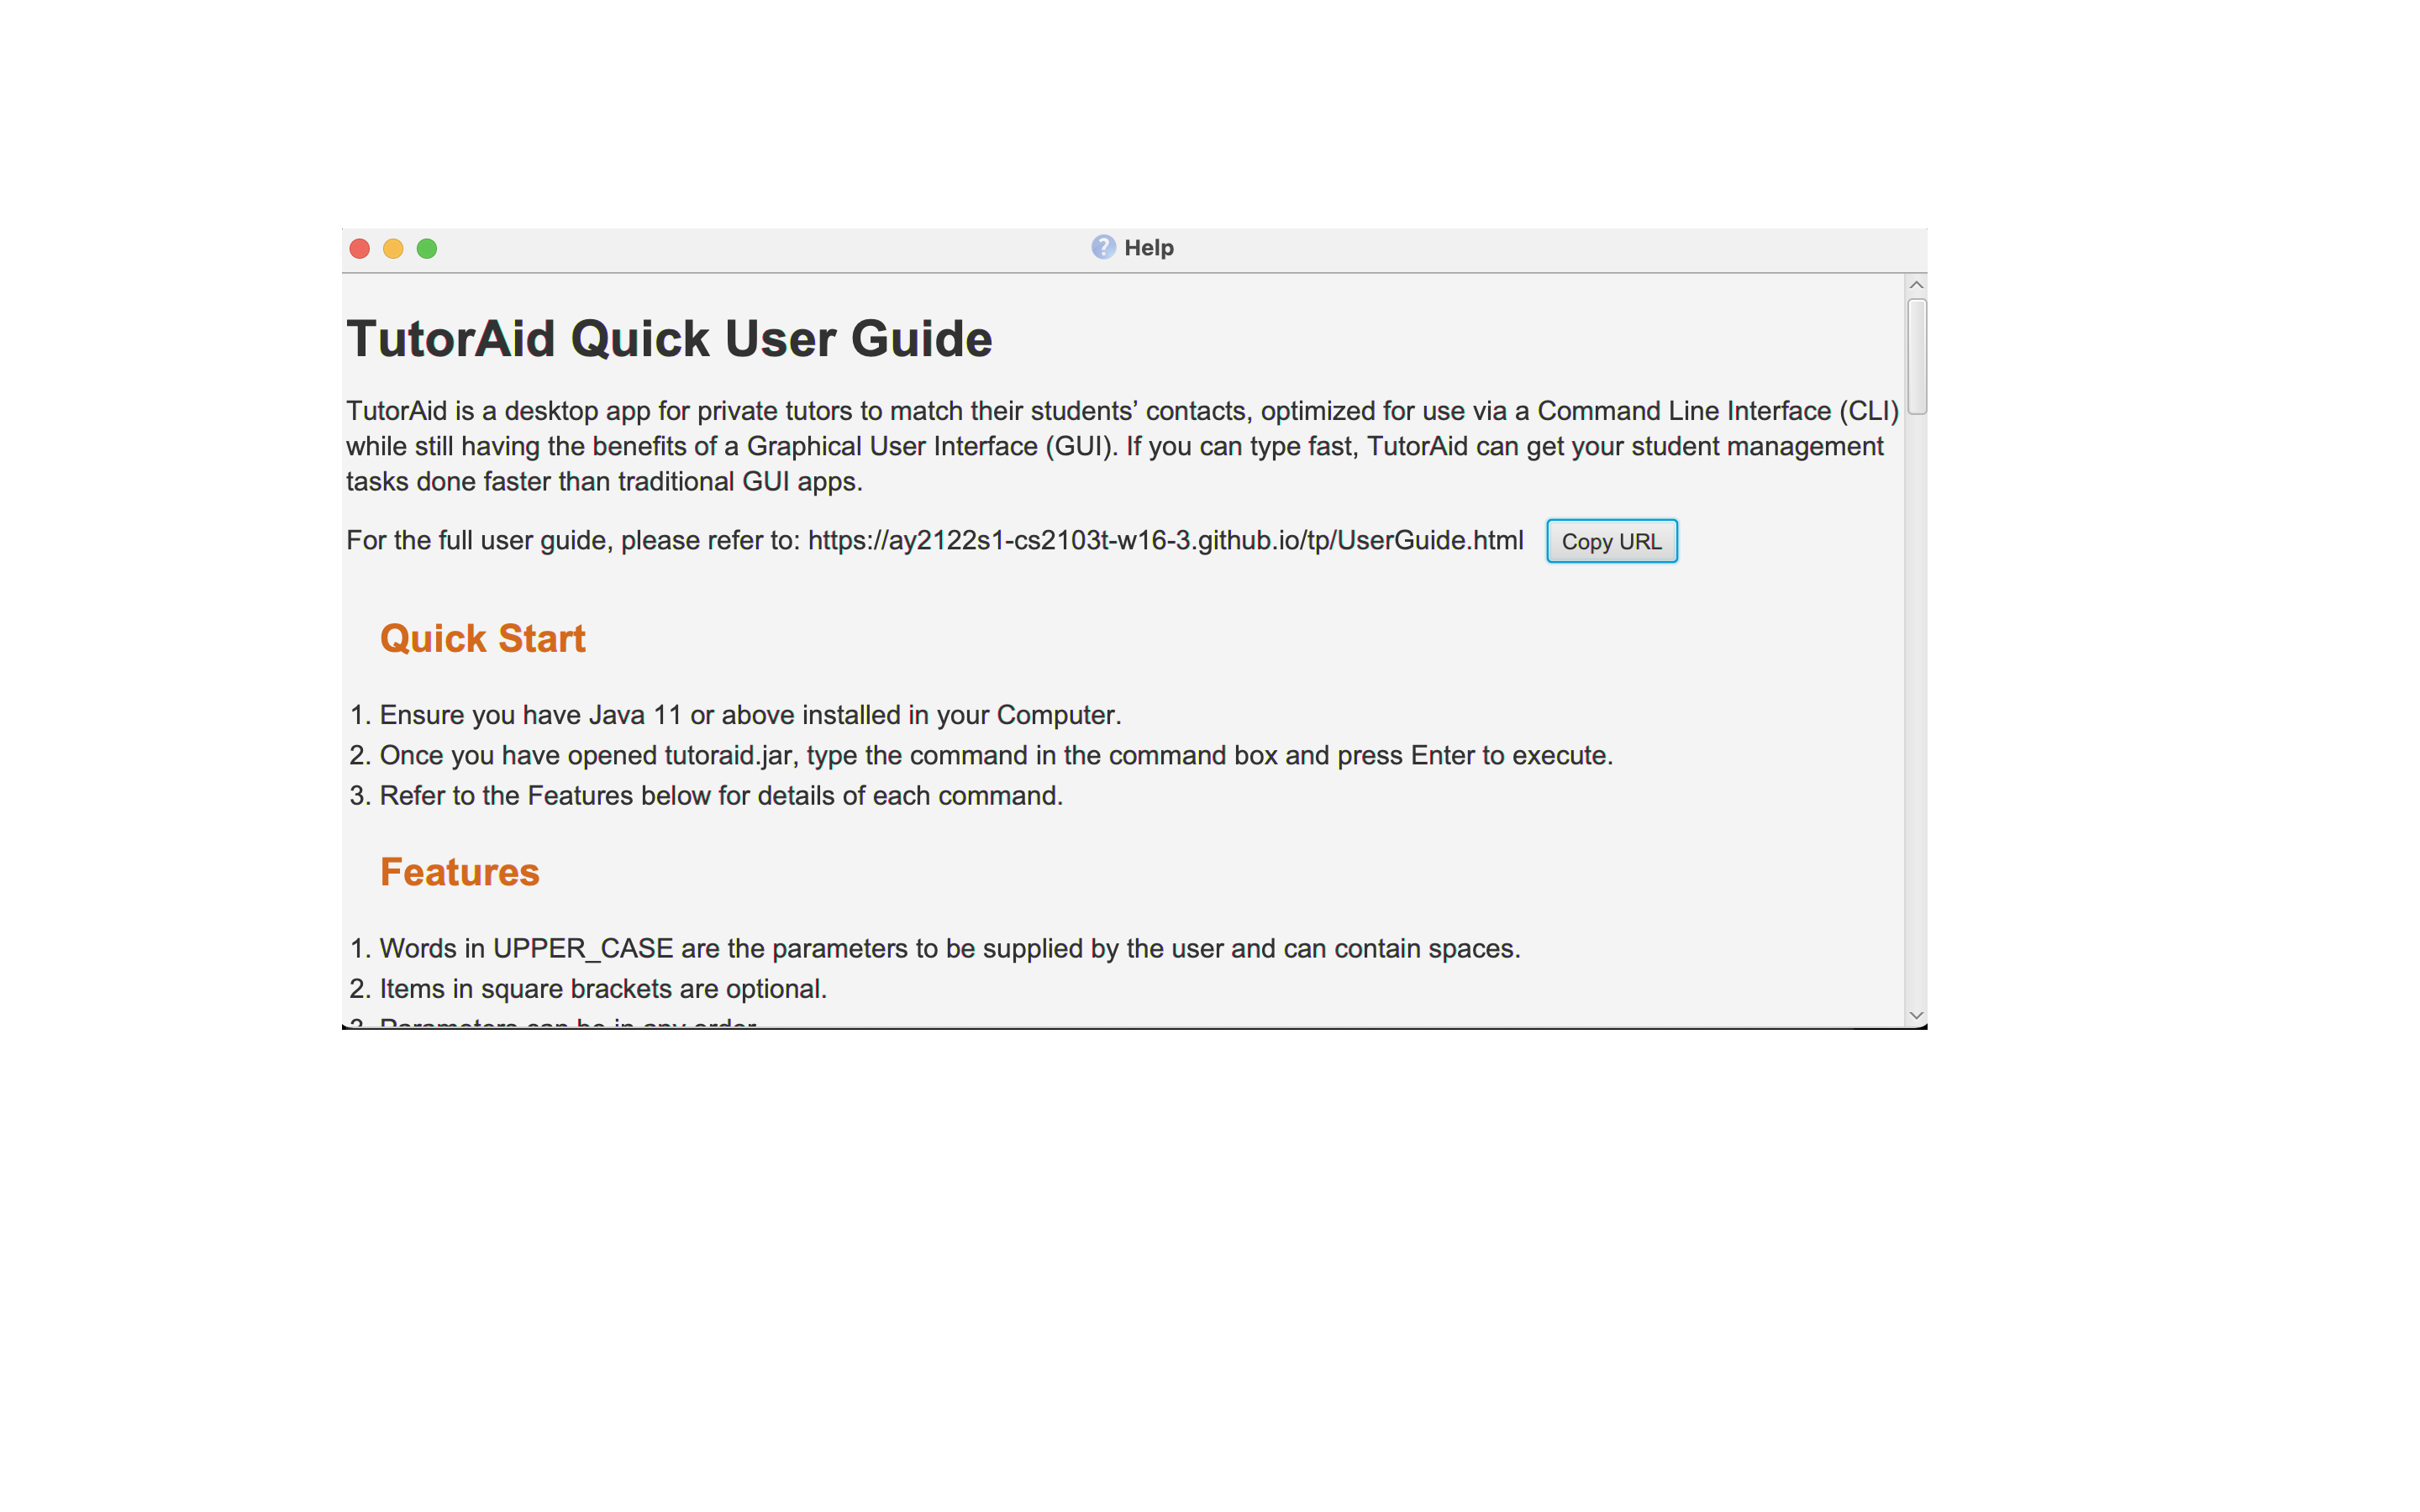 Help
TutorAid Quick User Guide
TutorAid is a desktop app for private tutors to match their students’ contacts, optimized for use via a Command Line Interface (CLI)
while still having the benefits of a Graphical User Interface (GUI). If you can type fast, TutorAid can get your student management
tasks done faster than traditional GUI apps.
For the full user guide, please refer to: https://ay2122s1-cs2103t-w16-3.github.io/tp/UserGuide.html Copy URL
Quick Start
1. Ensure you have Java 11 or above installed in your Computer.
2. Once you have opened tutoraid.jar, type the command in the command box and press Enter to execute.
3. Refer to the Features below for details of each command.
Features
1. Words in UPPER_CASE are the parameters to be supplied by the user and can contain spaces.
2. Items in square brackets are optional.
3. Parameters can be in any order.